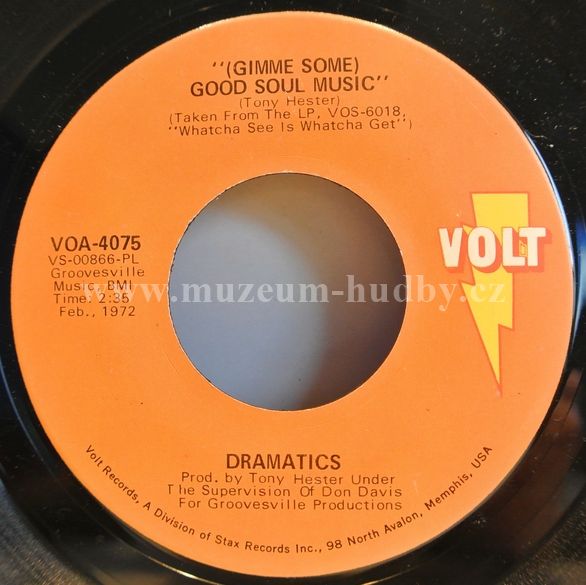 "(GIMME SOME)
GOOD SOUL MUSIC"
(Tony Hester)
(Taken From The LP, VOS-6018,
"Whatcha See Is Whatcha Get")
VOA-4075
VS-00866-PL
Groovesville
Music, BMI
Time: 2:35
Feb., 1972
VOLT
www.muzeum-hudby.cz
DRAMATICS
Prod. by Tony Hester Under
The Supervision Of Don Davis
For Groovesville Productions
Volt Records, A Division of Stax Records Inc., 98 North Avalon, Memphis, USA